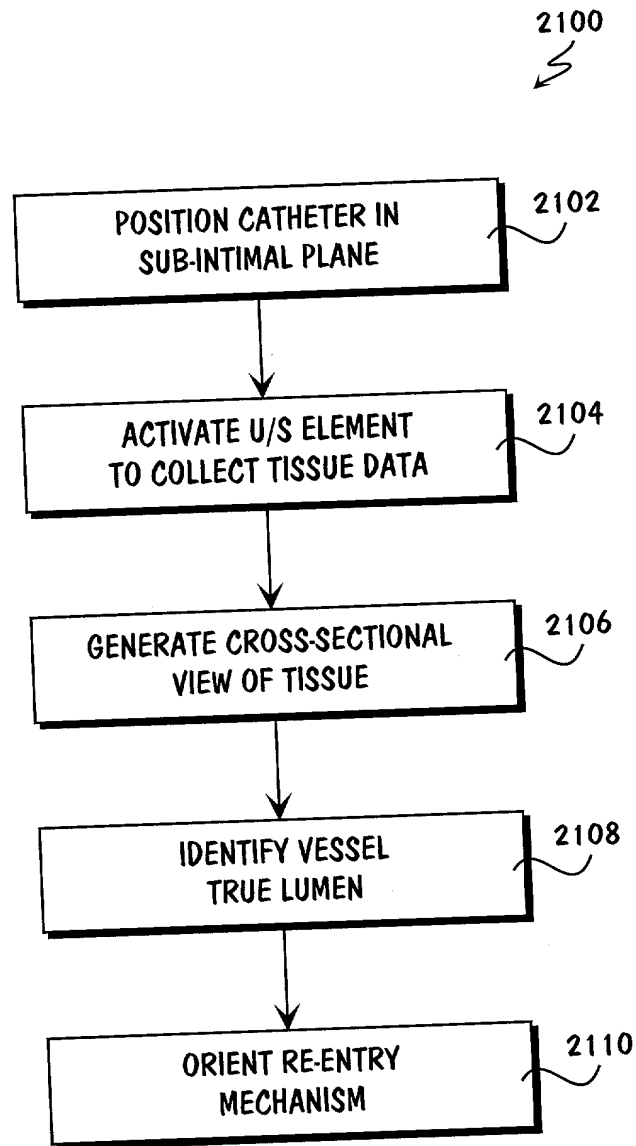 2100
POSITION CATHETER IN
SUB-INTIMAL PLANE
2102
ACTIVATE U/S ELEMENT
TO COLLECT TISSUE DATA
2104
GENERATE CROSS-SECTIONAL
VIEW OF TISSUE
2106
IDENTIFY VESSEL
TRUE LUMEN
2108
ORIENT RE-ENTRY
MECHANISM
2110